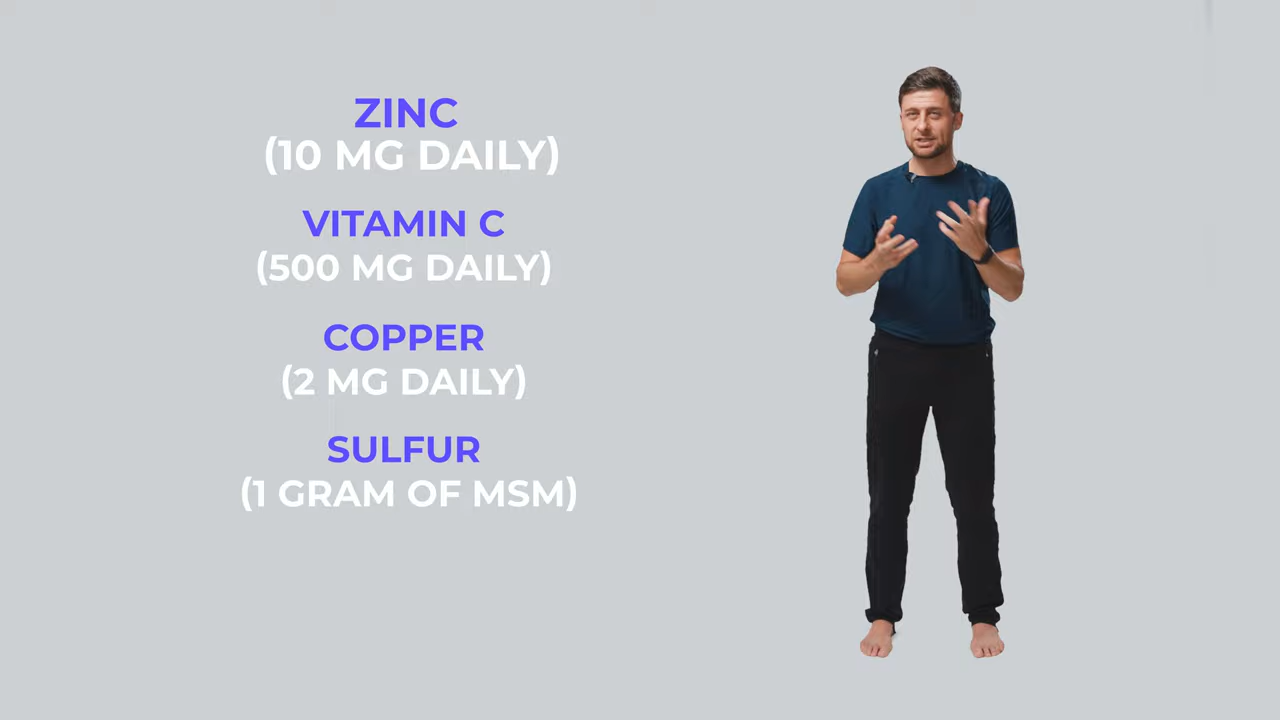 ZINC
(10 MG DAILY)
VITAMIN C
(500 MG DAILY)
COPPER
(2 MG DAILY)
SULFUR
(1 GRAM OF MSM)